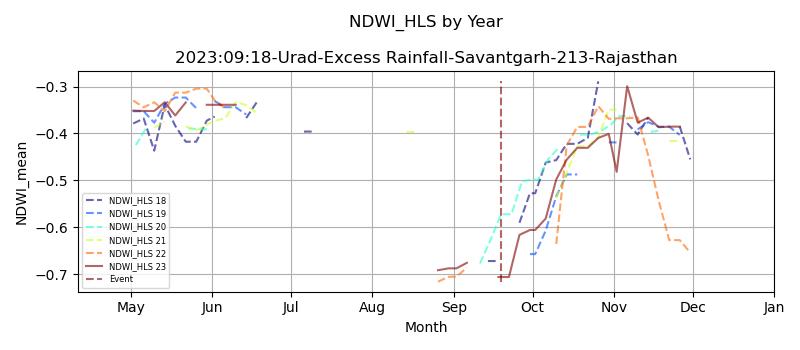 NDWI_HLS by Year
2023:09:18-Urad-Excess Rainfall-Savantgarh-213-Rajasthan
−0.3
−0.4
−0.5
−0.6
−0.7
NDWI_mean
NDWI_HLS 18
NDWI_HLS 19
NDWI_HLS 20
NDWI_HLS 21
NDWI_HLS 22
NDWI_HLS 23
Event
May Jun Jul Aug Sep Oct Nov Dec Jan
Month